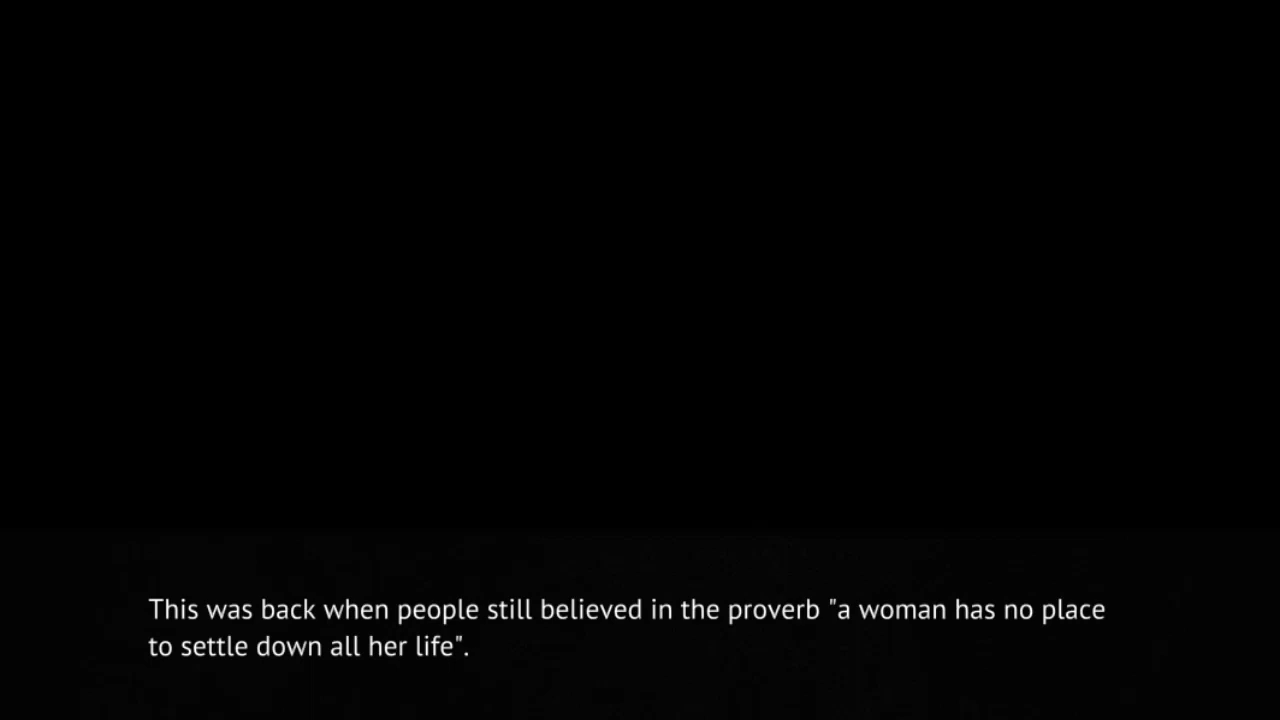 This was back when people still believed in the proverb "a woman has no place
to settle down all her life".